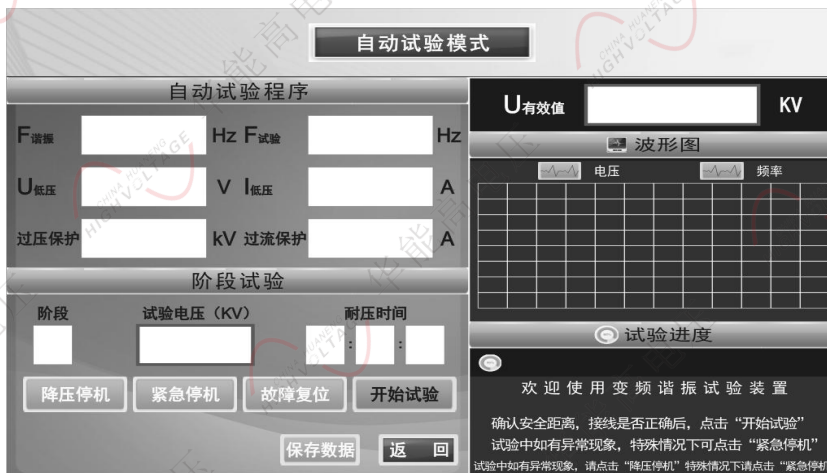 自动试验模式
自动试验程序
F谐振 Hz F试验 Hz
U低压 V I低压 A
过压保护 kV 过流保护 A
阶段试验
阶段 试验电压（KV） 耐压时间
: :
降压停机 紧急停机 故障复位 开始试验
保存数据 返 回
U有效值 KV
波形图
电压 频率
试验进度
欢迎使用变频谐振试验装置
确认安全距离，接线是否正确后，点击“开始试验”
试验中如有异常现象，特殊情况下可点击“紧急停机”
试验中如有异常现象，请点击“降压停机”特殊情况下请点击“紧急停机
CHINA HUANENG
HIGHVOLTAGE
华能高电压